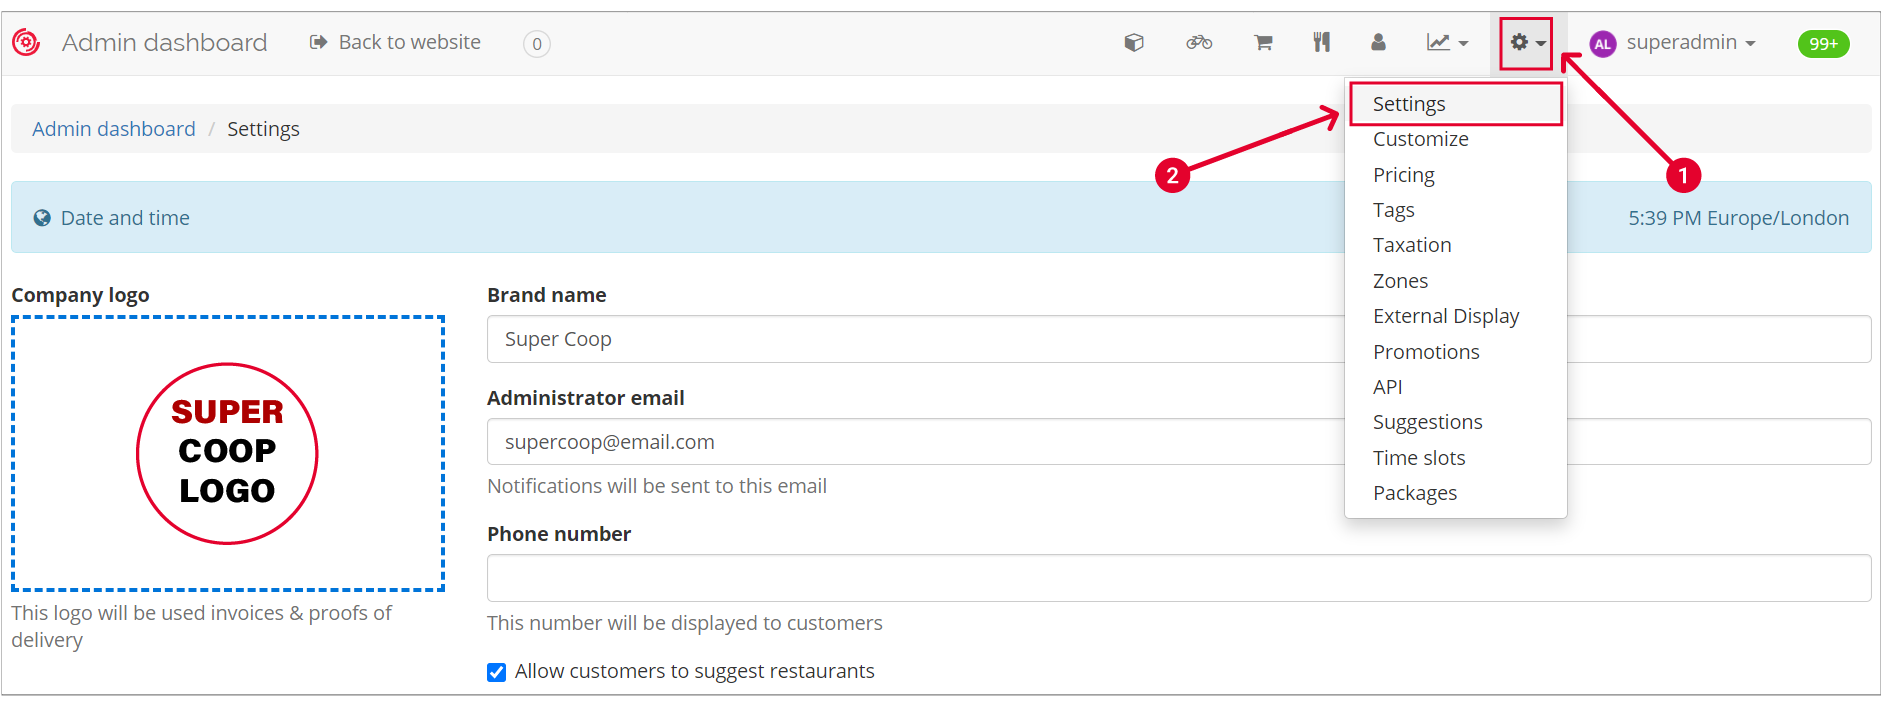 Admin dashboard Back to website 0 AL superadmin 99+
Admin dashboard / Settings
Date and time 5:39 PM Europe/London
Settings
Customize
Pricing
Tags
Taxation
Zones
External Display
Promotions
API
Suggestions
Time slots
Packages
2
1
Company logo
SUPER
COOP
LOGO
This logo will be used invoices & proofs of
delivery
Brand name
Super Coop
Administrator email
supercoop@email.com
Notifications will be sent to this email
Phone number
This number will be displayed to customers
Allow customers to suggest restaurants